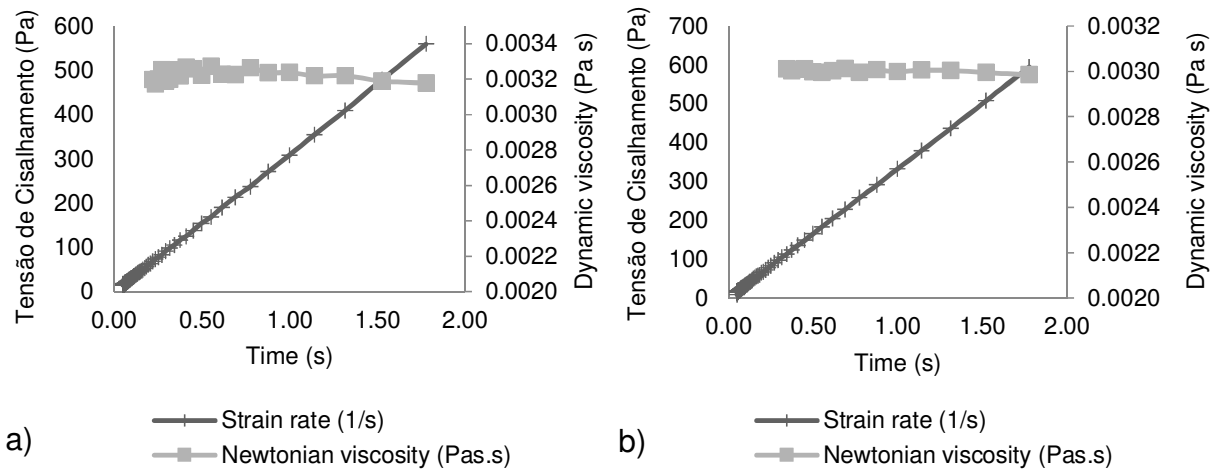 Tensão de Cisalhamento (Pa)
600
500
400
300
200
100
0
0.0034
0.0032
0.0030
0.0028
0.0026
0.0024
0.0022
0.0020
Dynamic viscosity (Pa s)
0.00 0.50 1.00 1.50 2.00
Time (s)
a)
Strain rate (1/s)
Newtonian viscosity (Pas.s)
Tensão de Cisalhamento (Pa)
700
600
500
400
300
200
100
0
0.0032
0.0030
0.0028
0.0026
0.0024
0.0022
0.0020
Dynamic viscosity (Pa s)
0.00 0.50 1.00 1.50 2.00
Time (s)
b)
Strain rate (1/s)
Newtonian viscosity (Pas.s)